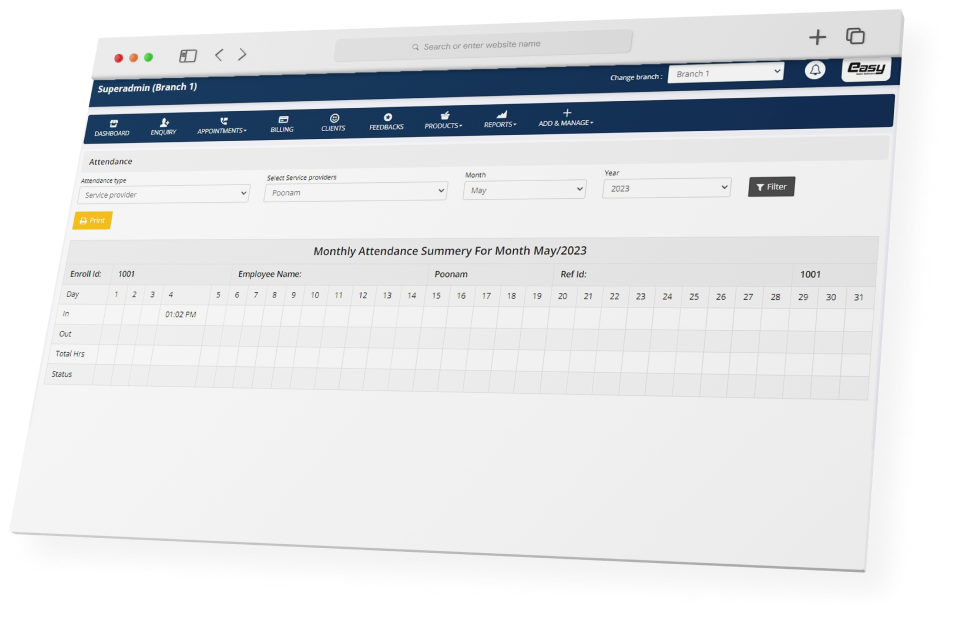 Search or enter website name
Superadmin (Branch 1)
Change branch : Branch 1
easy
DASHBOARD ENQUIRY APPOINTMENTS BILLING CLIENTS FEEDBACKS PRODUCTS REPORTS ADD & MANAGE
Attendance
Attendance type Select Service providers Month Year
Service provider Poonam May 2023 Filter
Print
Monthly Attendance Summery For Month May/2023
Enroll Id: 1001 Employee Name: Poonam Ref Id: 1001
Day 1 2 3 4 5 6 7 8 9 10 11 12 13 14 15 16 17 18 19 20 21 22 23 24 25 26 27 28 29 30 31
In 01:02 PM
Out
Total Hrs
Status